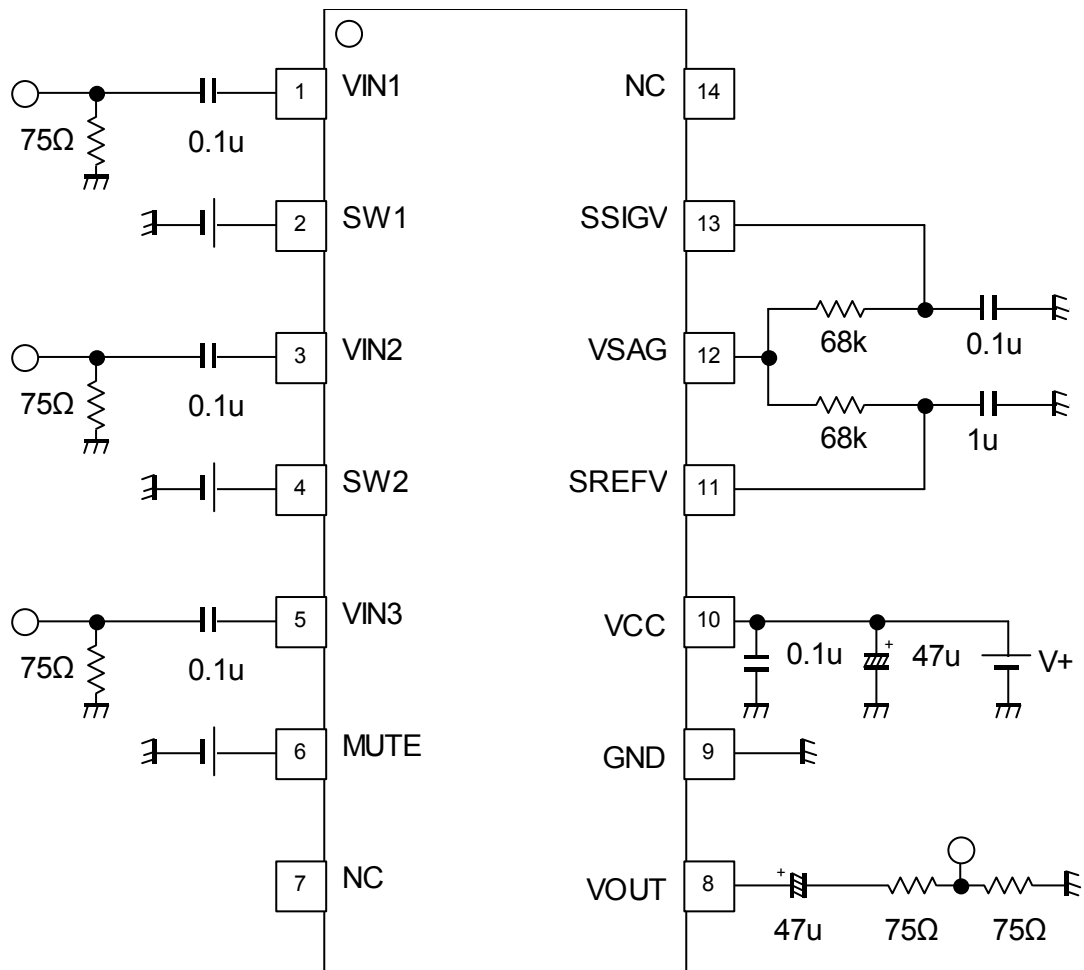 1 VIN1 NC 14
75Ω 0.1u
2 SW1 SSIGV 13
3 VIN2 VSAG 12
68k 0.1u
75Ω 0.1u
68k 1u
4 SW2 SREFV 11
5 VIN3 VCC 10
75Ω 0.1u
0.1u + 47u V+
6 MUTE GND 9
7 NC VOUT 8
+ 47u 75Ω 75Ω